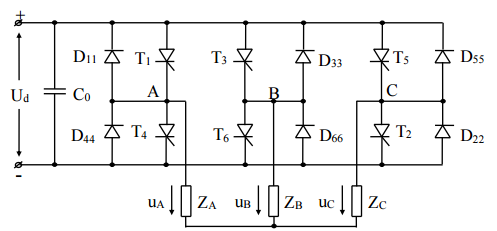 +
D11 T1 T3 D33 T5 D55
Ud C0 A B C
D44 T4 T6 D66 T2 D22
-
uA ZA uB ZB uC ZC